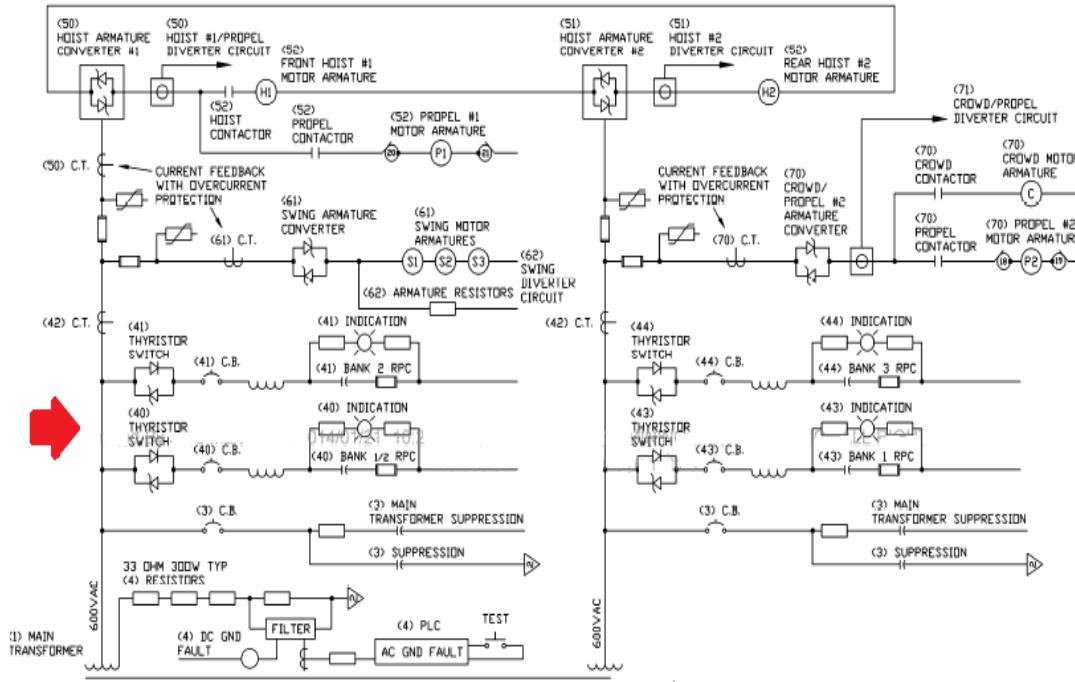 (50)
HOIST ARMATURE
CONVERTER #1
(50)
HOIST #1/PROPEL
DIVERTER CIRCUIT
(52)
FRONT HOIST #1
MOTOR ARMATURE
(51)
HOIST ARMATURE
CONVERTER #2
(51)
HOIST #2
DIVERTER CIRCUIT
(52)
REAR HOIST #2
MOTOR ARMATURE
H1
H2
(52)
HOIST
CONTACTOR
(52)
PROPEL
CONTACTOR
(52) PROPEL #1
MOTOR ARMATURE
20
P1
21
(71)
CROWD/PROPEL
DIVERTER
CIRCUIT
(50) C.T.
CURRENT FEEDBACK
WITH OVERCURRENT
PROTECTION
(61) C.T.
(61)
SWING ARMATURE
CONVERTER
(61)
SWING MOTOR
ARMATURES
S1
S2
S3
(62)
SWING
DIVERTER
CIRCUIT
(62) ARMATURE RESISTORS
CURRENT FEEDBACK
WITH OVERCURRENT
PROTECTION
(70) C.T.
(70)
CROWD/
PROPEL #2
ARMATURE
CONVERTER
(70)
CROWD
CONTACTOR
(70)
CROWD MOTOR
ARMATURE
C
(70)
PROPEL
CONTACTOR
(70) PROPEL #2
MOTOR ARMATURE
18
P2
19
(42) C.T.
(41)
THYRISTOR
SWITCH
(41) C.B.
(41) INDICATION
(41) BANK 2 RPC
(42) C.T.
(44)
THYRISTOR
SWITCH
(44) C.B.
(44) INDICATION
(44) BANK 3 RPC
(40)
THYRISTOR
SWITCH
(40) C.B.
(40) INDICATION
(40) BANK 1/2 RPC
(43)
THYRISTOR
SWITCH
(43) C.B.
(43) INDICATION
(43) BANK 1 RPC
(3) C.B.
(3) MAIN
TRANSFORMER SUPPRESSION
(3) SUPPRESSION
(3) C.B.
(3) MAIN
TRANSFORMER SUPPRESSION
(3) SUPPRESSION
33 OHM 300W TYP
(4) RESISTORS
600VAC
1) MAIN
TRANSFORMER
(4) DC GND
FAULT
FILTER
(4) PLC
AC GND FAULT
TEST
600VAC